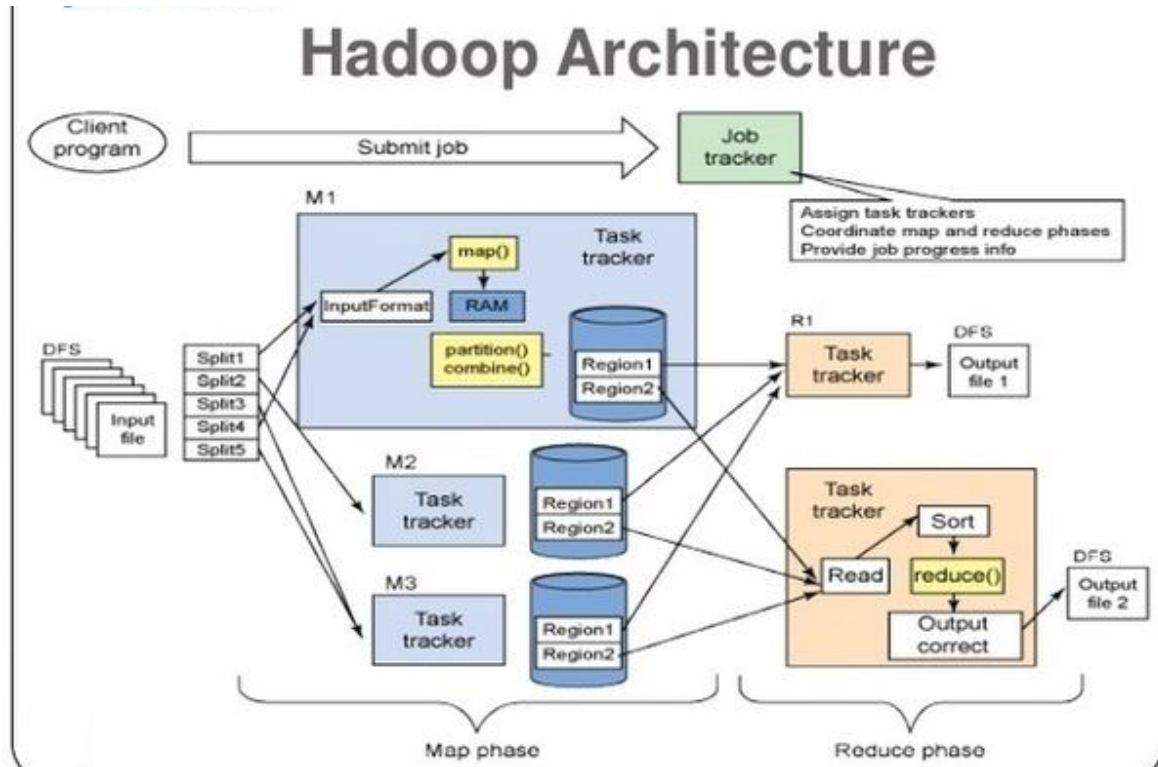 Hadoop Architecture
Client
program
Submit job
Job
tracker
Assign task trackers
Coordinate map and reduce phases
Provide job progress info
M1
Task
tracker
map()
InputFormat
RAM
partition()
combine()
Region1
Region2
DFS
Input
file
Split1
Split2
Split3
Split4
Split5
M2
Task
tracker
Region1
Region2
M3
Task
tracker
Region1
Region2
R1
Task
tracker
DFS
Output
file 1
Task
tracker
Sort
Read
reduce()
Output
correct
DFS
Output
file 2
Map phase
Reduce phase